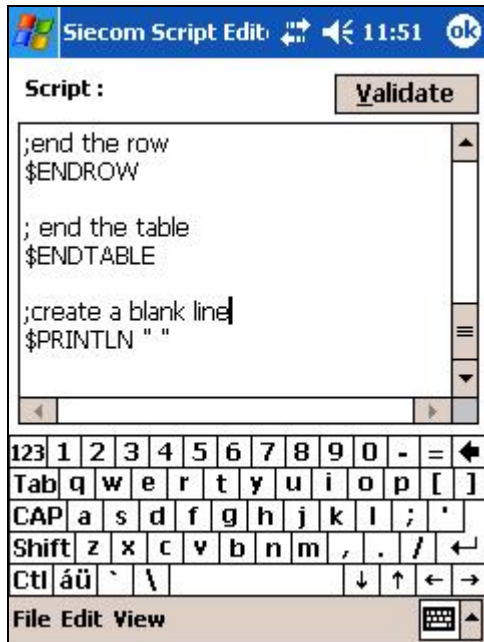 Siecom Script Edit 11:51 ok
Script : Validate
;end the row
$ENDROW
; end the table
$ENDTABLE
;create a blank line
$PRINTLN " "
123 1 2 3 4 5 6 7 8 9 0 - =
Tab q w e r t y u i o p [ ]
CAP a s d f g h j k l ; '
Shift z x c v b n m , . /
Ctl áü ` \ ↓ ↑ ← →
File Edit View